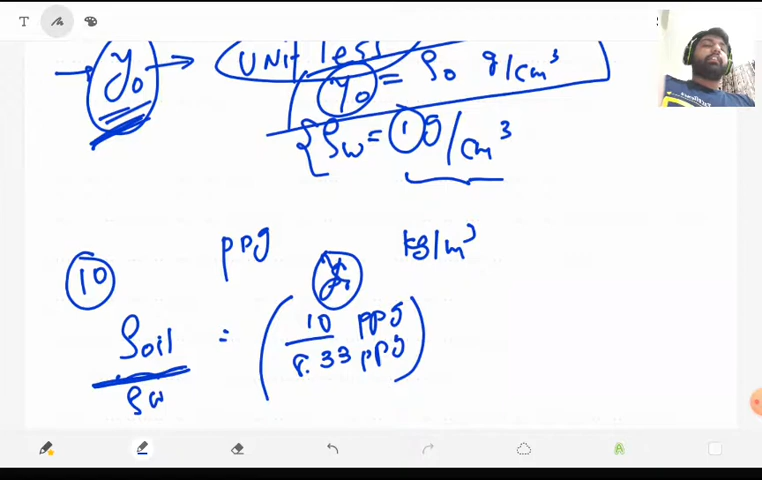 T
γo → Unit less
γo = ρo g/cm³
{ρw = 1 g/cm³
10 ppg γo kg/m³
ρoil / ρw = (10 ppg / 8.33 ppg)
A